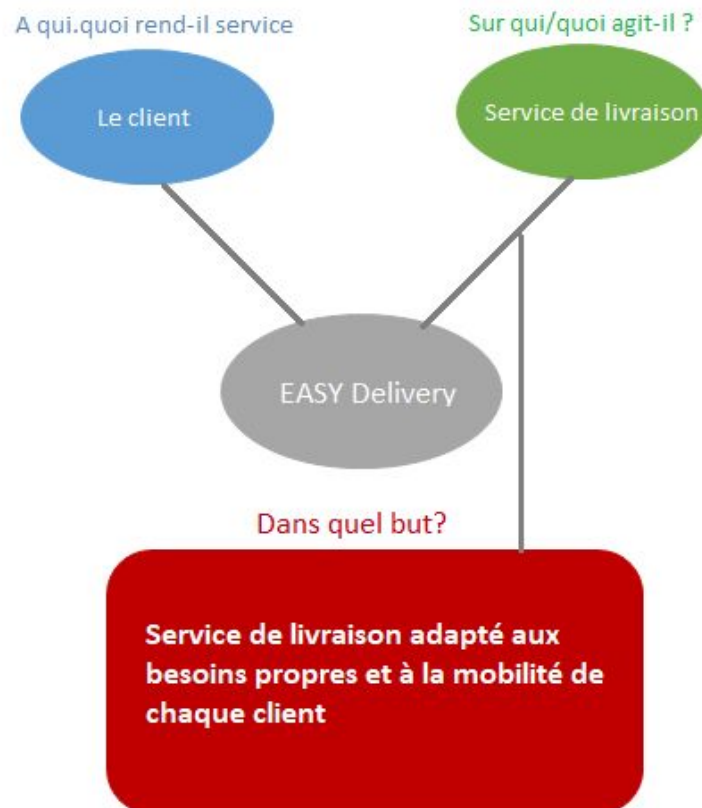 A qui.quoi rend-il service
Sur qui/quoi agit-il ?
Le client
Service de livraison
EASY Delivery
Dans quel but?
Service de livraison adapté aux
besoins propres et à la mobilité de
chaque client